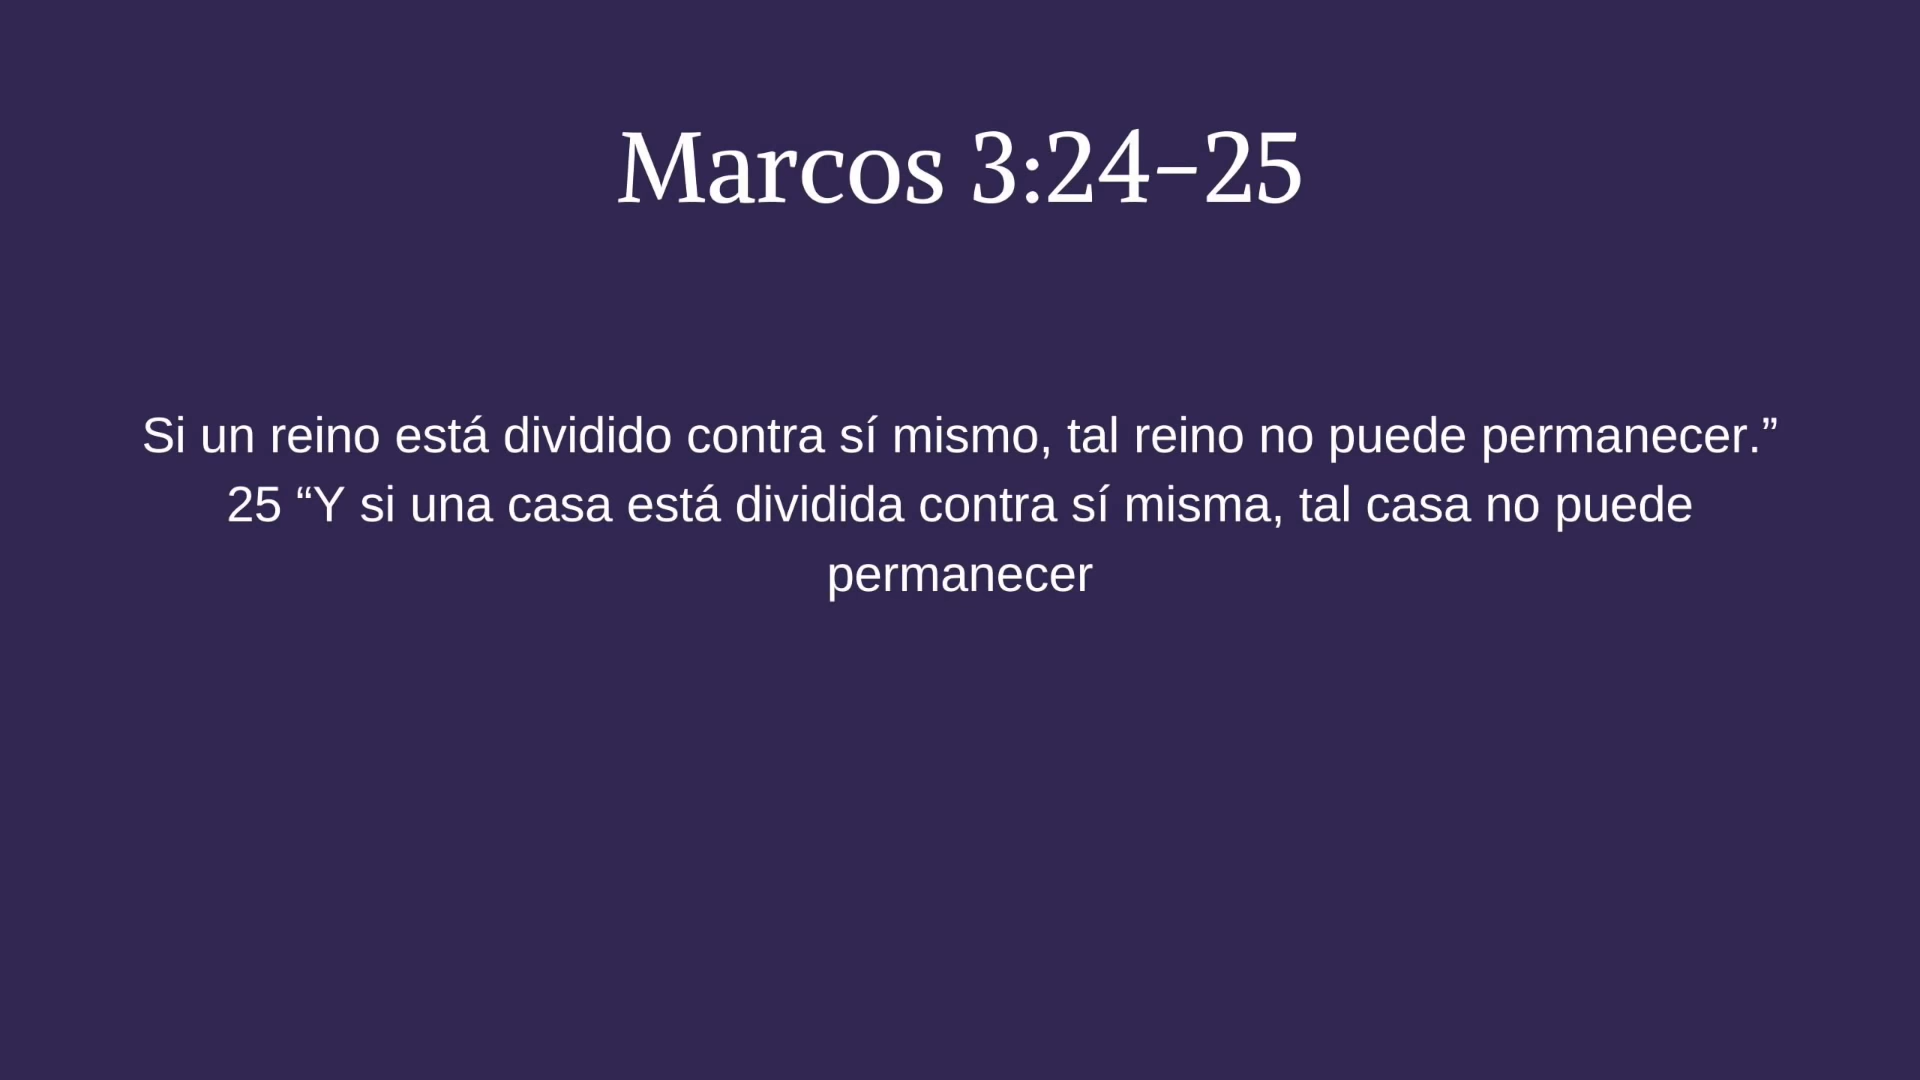 Marcos 3:24–25
Si un reino está dividido contra sí mismo, tal reino no puede permanecer.”
25 “Y si una casa está dividida contra sí misma, tal casa no puede
permanecer